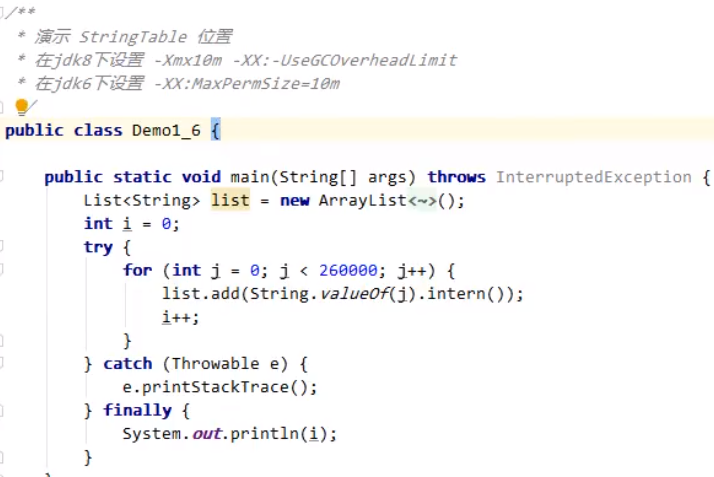 /**
 * 演示 StringTable 位置
 * 在jdk8下设置 -Xmx10m -XX:-UseGCOverheadLimit
 * 在jdk6下设置 -XX:MaxPermSize=10m
 */
public class Demo1_6 {
    public static void main(String[] args) throws InterruptedException {
        List<String> list = new ArrayList<~>();
        int i = 0;
        try {
            for (int j = 0; j < 260000; j++) {
                list.add(String.valueOf(j).intern());
                i++;
            }
        } catch (Throwable e) {
            e.printStackTrace();
        } finally {
            System.out.println(i);
        }
    }